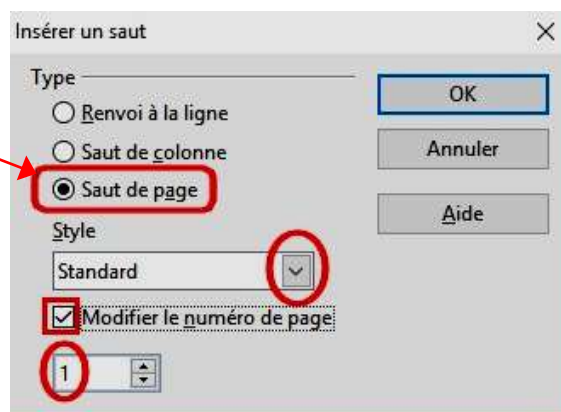 Insérer un saut
Type
Renvoi à la ligne
Saut de colonne
Saut de page
Style
Standard
Modifier le numéro de page
1
OK
Annuler
Aide